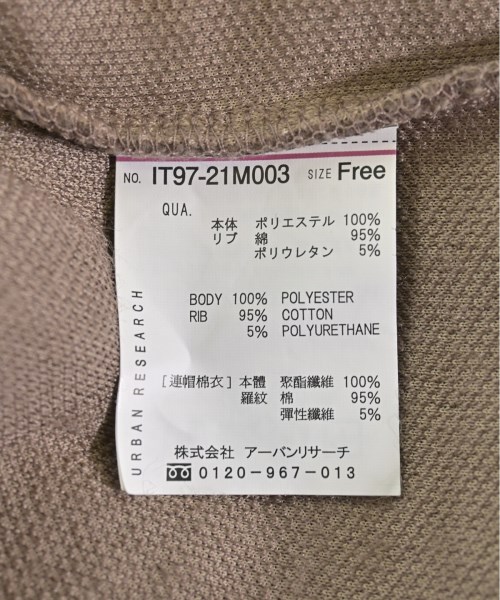 NO. IT97-21M003 SIZE Free
QUA.
本体 ポリエステル 100%
リブ 綿 95%
ポリウレタン 5%
BODY 100% POLYESTER
RIB 95% COTTON
5% POLYURETHANE
[連帽棉衣] 本體 聚酯纖維 100%
羅紋 棉 95%
彈性纖維 5%
株式会社 アーバンリサーチ
0120-967-013
URBAN RESEARCH